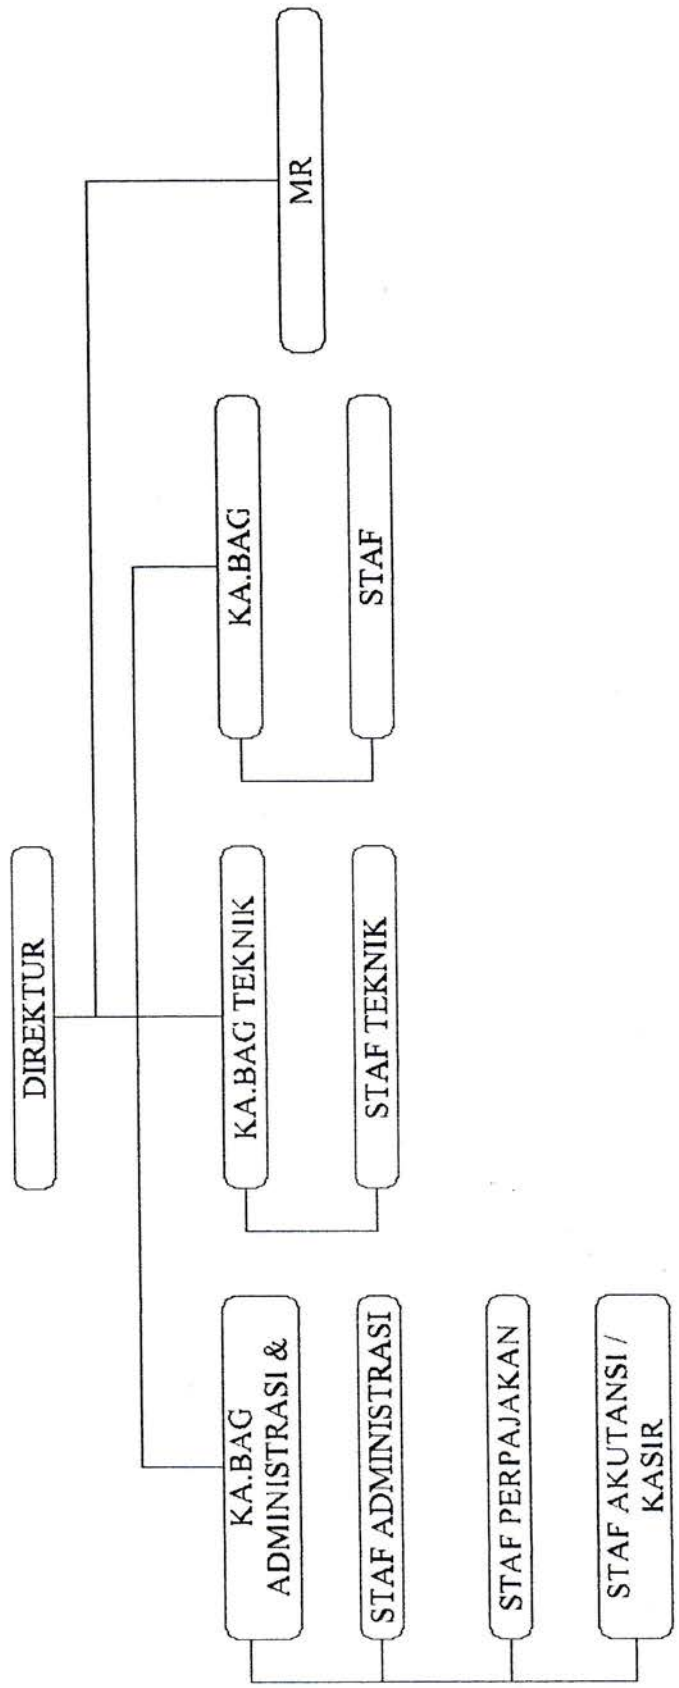 DIREKTUR
KA.BAG
ADMINISTRASI &
KA.BAG TEKNIK
KA.BAG
MR
STAF ADMINISTRASI
STAF TEKNIK
STAF
STAF PERPAJAKAN
STAF AKUTANSI /
KASIR